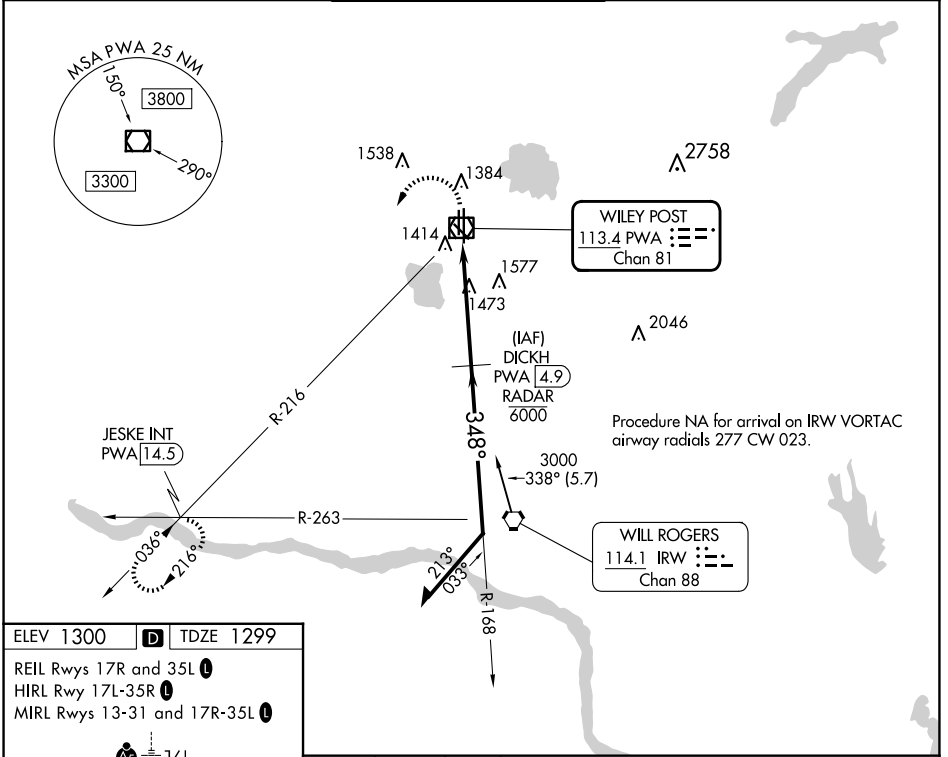 MSA PWA 25 NM
150°
3800
290°
3300
1538
1384
2758
1414
WILEY POST
113.4 PWA
Chan 81
1577
1473
2046
(IAF)
DICKH
PWA 4.9
RADAR
6000
348°
R-216
Procedure NA for arrival on IRW VORTAC
airway radials 277 CW 023.
JESKE INT
PWA 14.5
3000
338° (5.7)
R-263
WILL ROGERS
114.1 IRW
Chan 88
036°
216°
213°
033°
R-168
ELEV 1300 D TDZE 1299
REIL Rwys 17R and 35L L
HIRL Rwy 17L-35R L
MIRL Rwys 13-31 and 17R-35L L